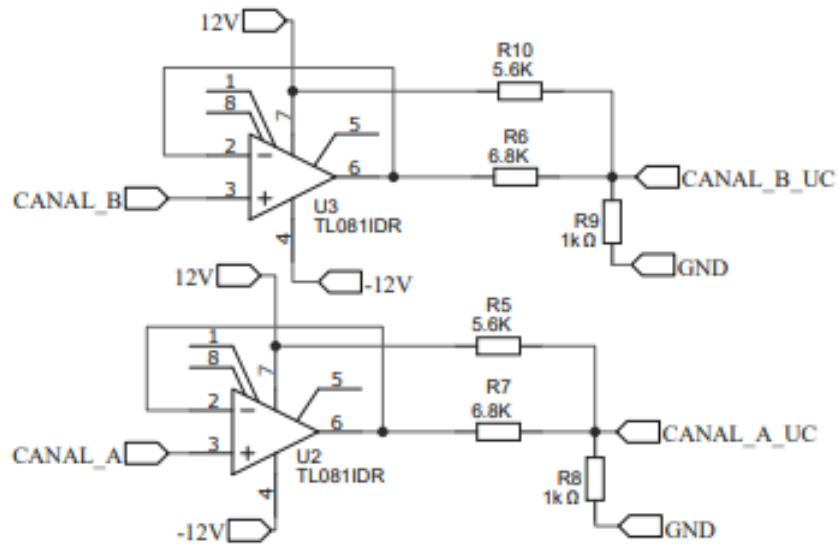 12V
R10
5.6K
1
8
7
5
2
−
6
R6
6.8K
CANAL_B_UC
CANAL_B
3
+
U3
TL081IDR
R9
1kΩ
4
GND
12V
-12V
R5
5.6K
1
8
7
5
2
−
6
R7
6.8K
CANAL_A_UC
CANAL_A
3
+
U2
TL081IDR
R8
1kΩ
4
-12V
GND